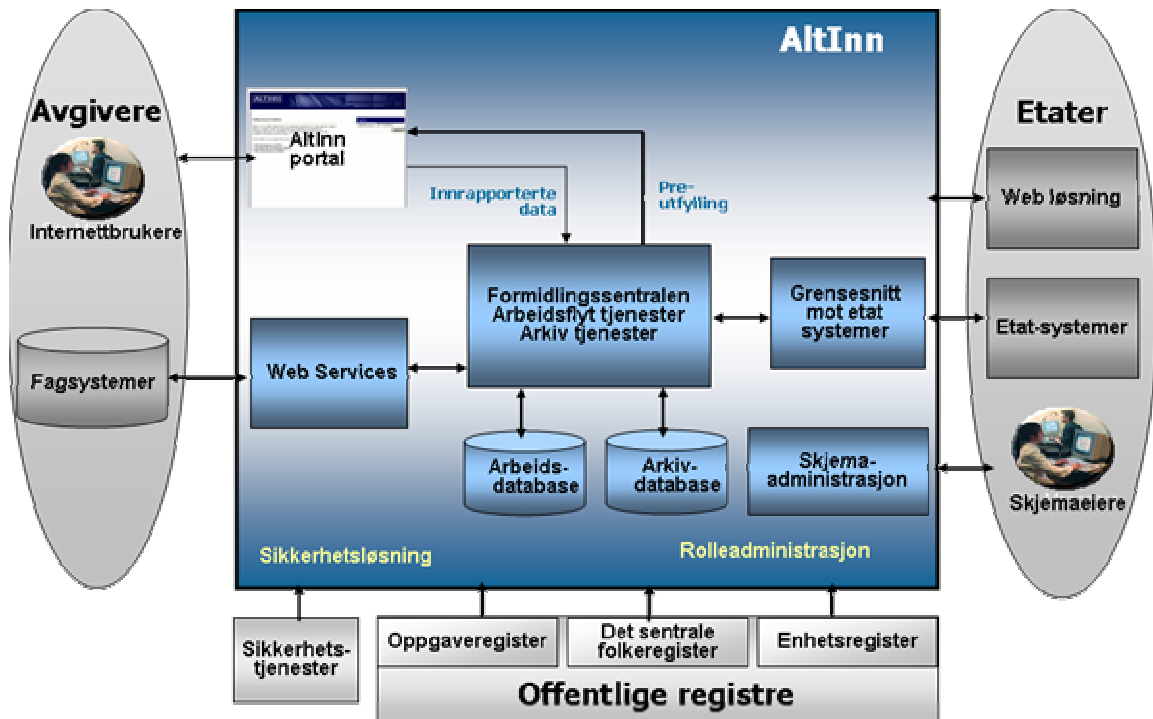 AltInn
Avgivere
Internettbrukere
Fagsystemer
ALTINN
AltInn
portal
Innrapporterte
data
Pre-
utfylling
Formidlingssentralen
Arbeidsflyt tjenester
Arkiv tjenester
Grensesnitt
mot etat
systemer
Web Services
Arbeids-
database
Arkiv-
database
Skjema-
administrasjon
Sikkerhetsløsning
Rolleadministrasjon
Etater
Web løsning
Etat-systemer
Skjemaeiere
Sikkerhets-
tjenester
Oppgaveregister
Det sentrale
folkeregister
Enhetsregister
Offentlige registre